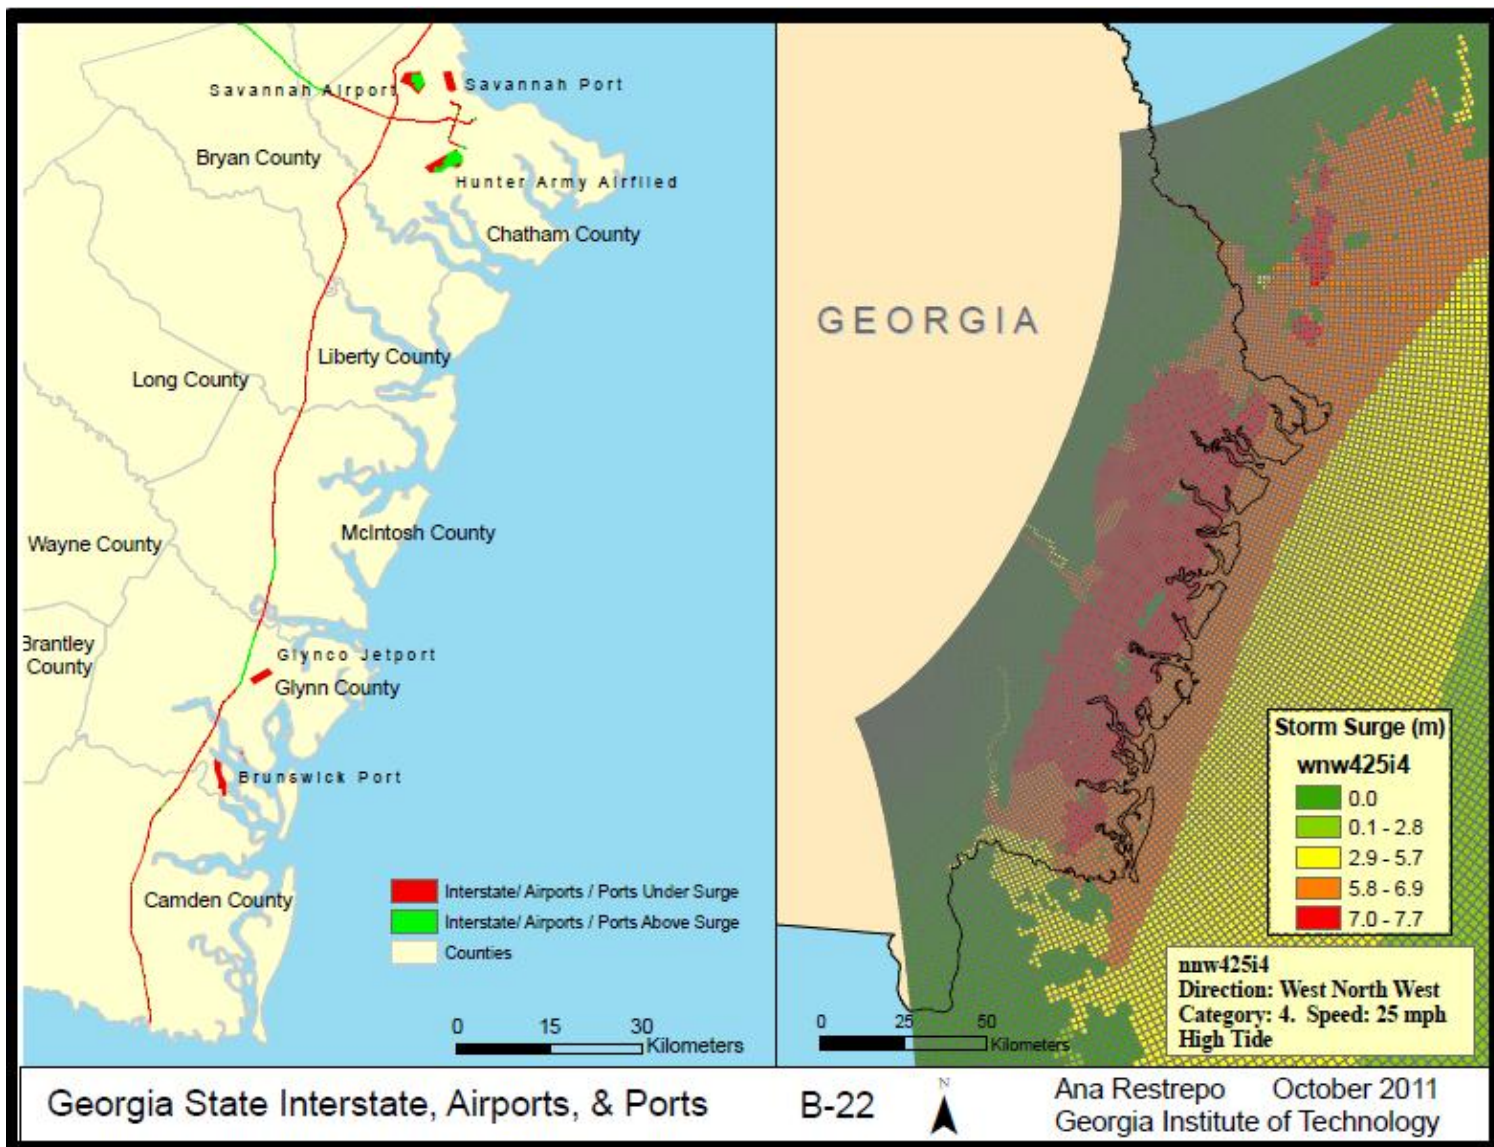 Savannah Airport
Savannah Port
Bryan County
Hunter Army Airfiled
Chatham County
Liberty County
Long County
McIntosh County
Wayne County
Brantley
County
Glynco Jetport
Glynn County
Brunswick Port
Camden County
Interstate/ Airports / Ports Under Surge
Interstate/ Airports / Ports Above Surge
Counties
0 15 30
Kilometers
GEORGIA
Storm Surge (m)
wnw425i4
0.0
0.1 - 2.8
2.9 - 5.7
5.8 - 6.9
7.0 - 7.7
nnw425i4
Direction: West North West
Category: 4. Speed: 25 mph
High Tide
0 25 50
Kilometers
Georgia State Interstate, Airports, & Ports
B-22
N
Ana Restrepo October 2011
Georgia Institute of Technology